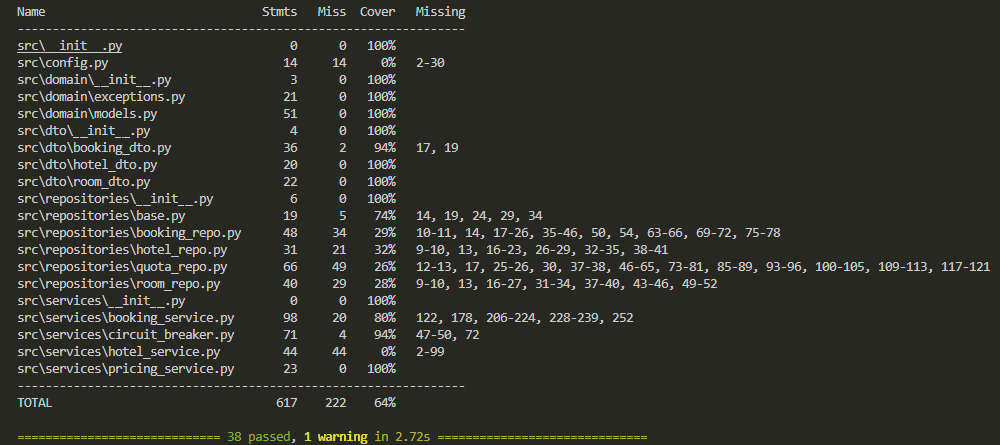 Name Stmts Miss Cover Missing
-----------------------------------------------------------------
src\__init__.py 0 0 100%
src\config.py 14 14 0% 2-30
src\domain\__init__.py 3 0 100%
src\domain\exceptions.py 21 0 100%
src\domain\models.py 51 0 100%
src\dto\__init__.py 4 0 100%
src\dto\booking_dto.py 36 2 94% 17, 19
src\dto\hotel_dto.py 20 0 100%
src\dto\room_dto.py 22 0 100%
src\repositories\__init__.py 6 0 100%
src\repositories\base.py 19 5 74% 14, 19, 24, 29, 34
src\repositories\booking_repo.py 48 34 29% 10-11, 14, 17-26, 35-46, 50, 54, 63-66, 69-72, 75-78
src\repositories\hotel_repo.py 31 21 32% 9-10, 13, 16-23, 26-29, 32-35, 38-41
src\repositories\quota_repo.py 66 49 26% 12-13, 17, 25-26, 30, 37-38, 46-65, 73-81, 85-89, 93-96, 100-105, 109-113, 117-121
src\repositories\room_repo.py 40 29 28% 9-10, 13, 16-27, 31-34, 37-40, 43-46, 49-52
src\services\__init__.py 0 0 100%
src\services\booking_service.py 98 20 80% 122, 178, 206-224, 228-239, 252
src\services\circuit_breaker.py 71 4 94% 47-50, 72
src\services\hotel_service.py 44 44 0% 2-99
src\services\pricing_service.py 23 0 100%
-----------------------------------------------------------------
TOTAL 617 222 64%
============================= 38 passed, 1 warning in 2.72s ==============================